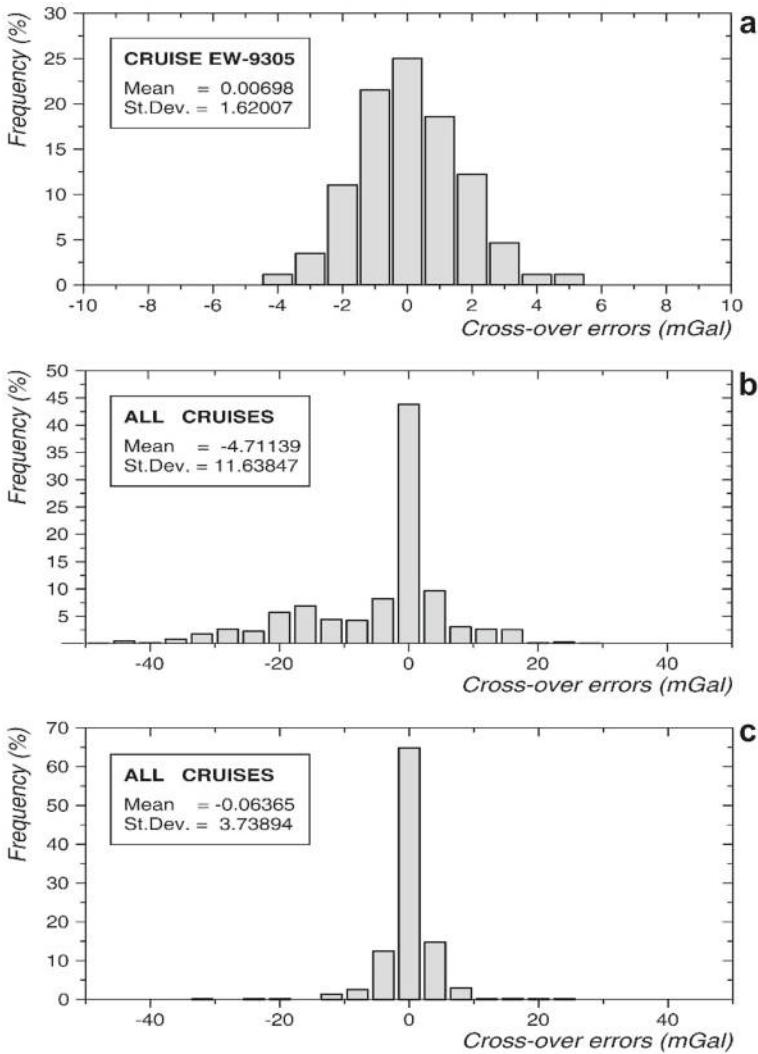 a
Frequency (%)
30
25
20
15
10
5
0
CRUISE EW-9305
Mean = 0.00698
St.Dev. = 1.62007
-10 -8 -6 -4 -2 0 2 4 6 8 10
Cross-over errors (mGal)
b
Frequency (%)
50
45
40
35
30
25
20
15
10
5
ALL CRUISES
Mean = -4.71139
St.Dev. = 11.63847
-40 -20 0 20 40
Cross-over errors (mGal)
c
Frequency (%)
70
60
50
40
30
20
10
0
ALL CRUISES
Mean = -0.06365
St.Dev. = 3.73894
-40 -20 0 20 40
Cross-over errors (mGal)